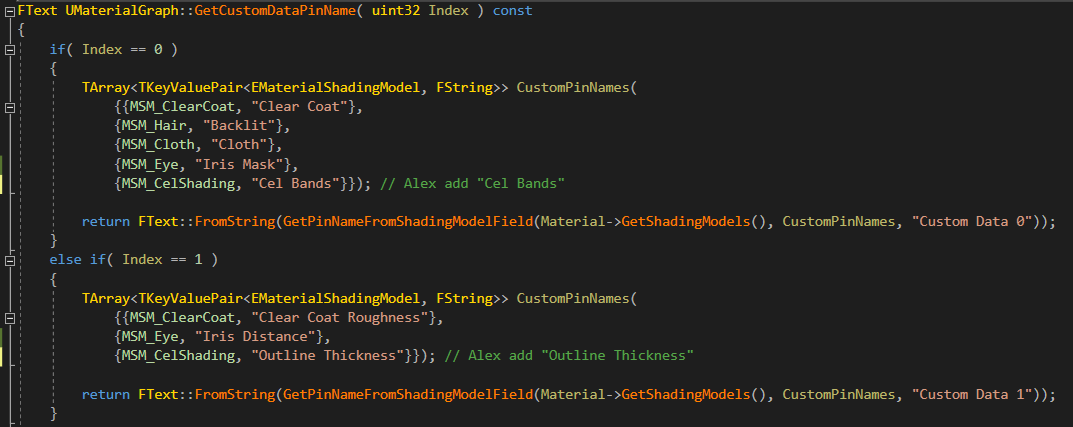 FText UMaterialGraph::GetCustomDataPinName( uint32 Index ) const
{
    if( Index == 0 )
    {
        TArray<TKeyValuePair<EMaterialShadingModel, FString>> CustomPinNames(
            {{MSM_ClearCoat, "Clear Coat"},
            {MSM_Hair, "Backlit"},
            {MSM_Cloth, "Cloth"},
            {MSM_Eye, "Iris Mask"},
            {MSM_CelShading, "Cel Bands"}}); // Alex add "Cel Bands"
        return FText::FromString(GetPinNameFromShadingModelField(Material->GetShadingModels(), CustomPinNames, "Custom Data 0"));
    }
    else if( Index == 1 )
    {
        TArray<TKeyValuePair<EMaterialShadingModel, FString>> CustomPinNames(
            {{MSM_ClearCoat, "Clear Coat Roughness"},
            {MSM_Eye, "Iris Distance"},
            {MSM_CelShading, "Outline Thickness"}}); // Alex add "Outline Thickness"
        return FText::FromString(GetPinNameFromShadingModelField(Material->GetShadingModels(), CustomPinNames, "Custom Data 1"));
    }